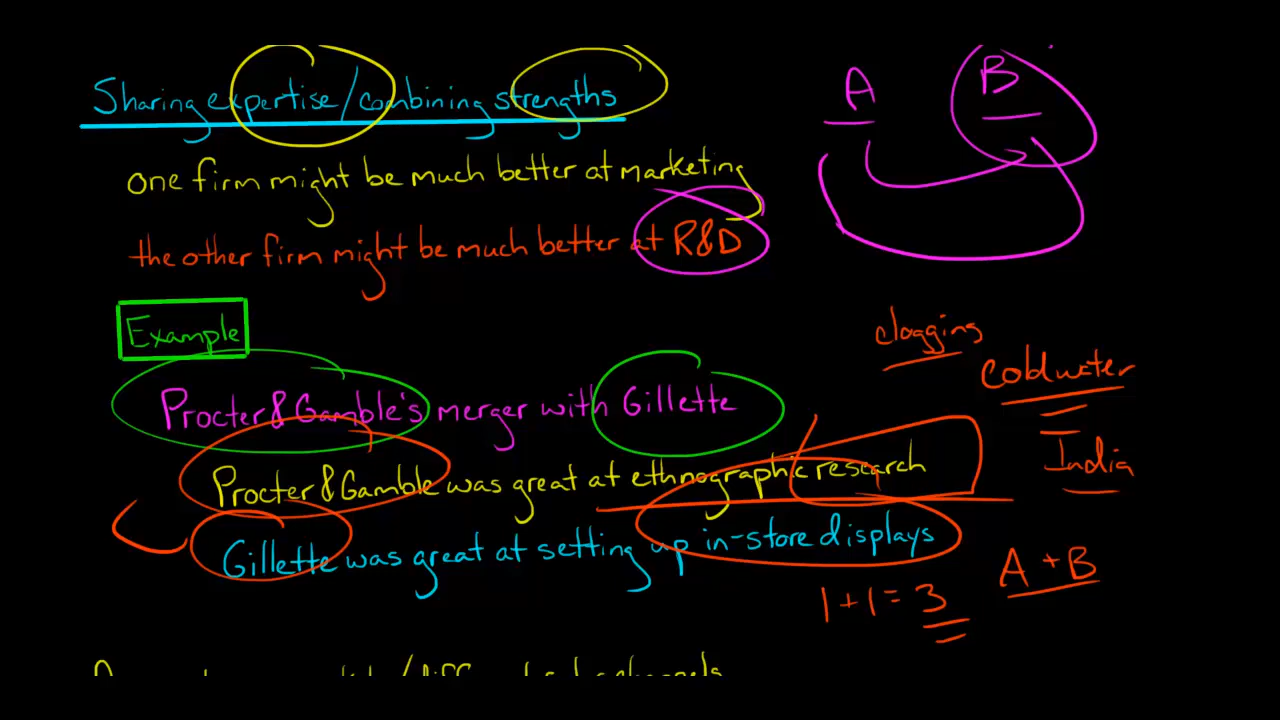 Sharing expertise/combining strengths
A B
one firm might be much better at marketing
the other firm might be much better at R&D
Example
clogging
Coldwater
Procter & Gamble's merger with Gillette
India
Procter & Gamble was great at ethnographic research
Gillette was great at setting up in-store displays
A + B
1 + 1 = 3